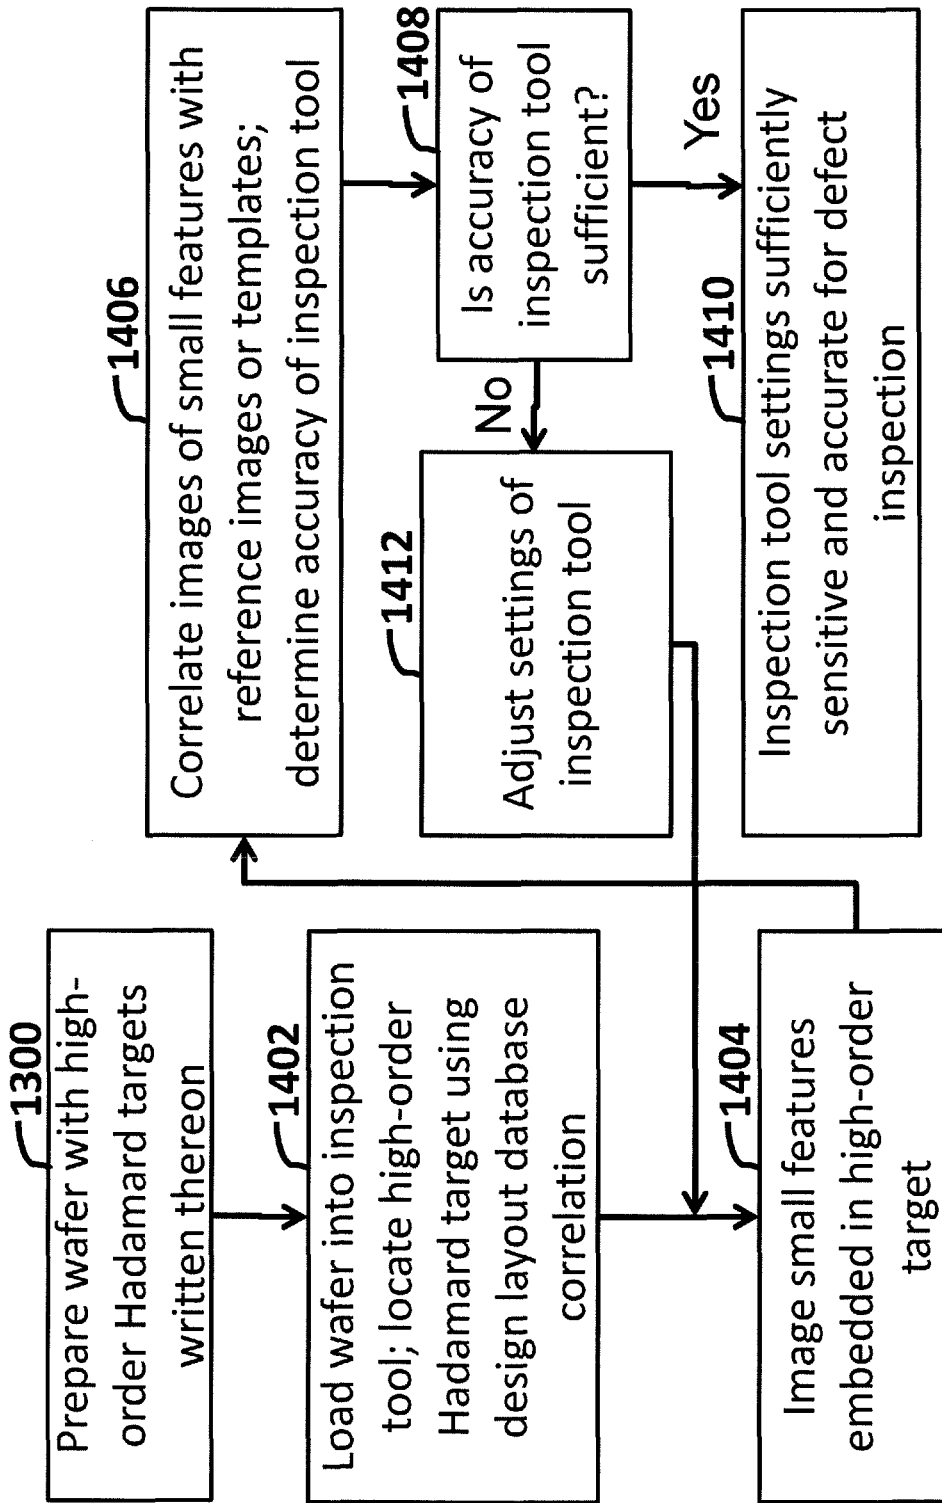 1300
Prepare wafer with high-
order Hadamard targets
written thereon
1402
Load wafer into inspection
tool; locate high-order
Hadamard target using
design layout database
correlation
1404
Image small features
embedded in high-order
target
1406
Correlate images of small features with
reference images or templates;
determine accuracy of inspection tool
1408
Is accuracy of
inspection tool
sufficient?
No
Yes
1412
Adjust settings of
inspection tool
1410
Inspection tool settings sufficiently
sensitive and accurate for defect
inspection